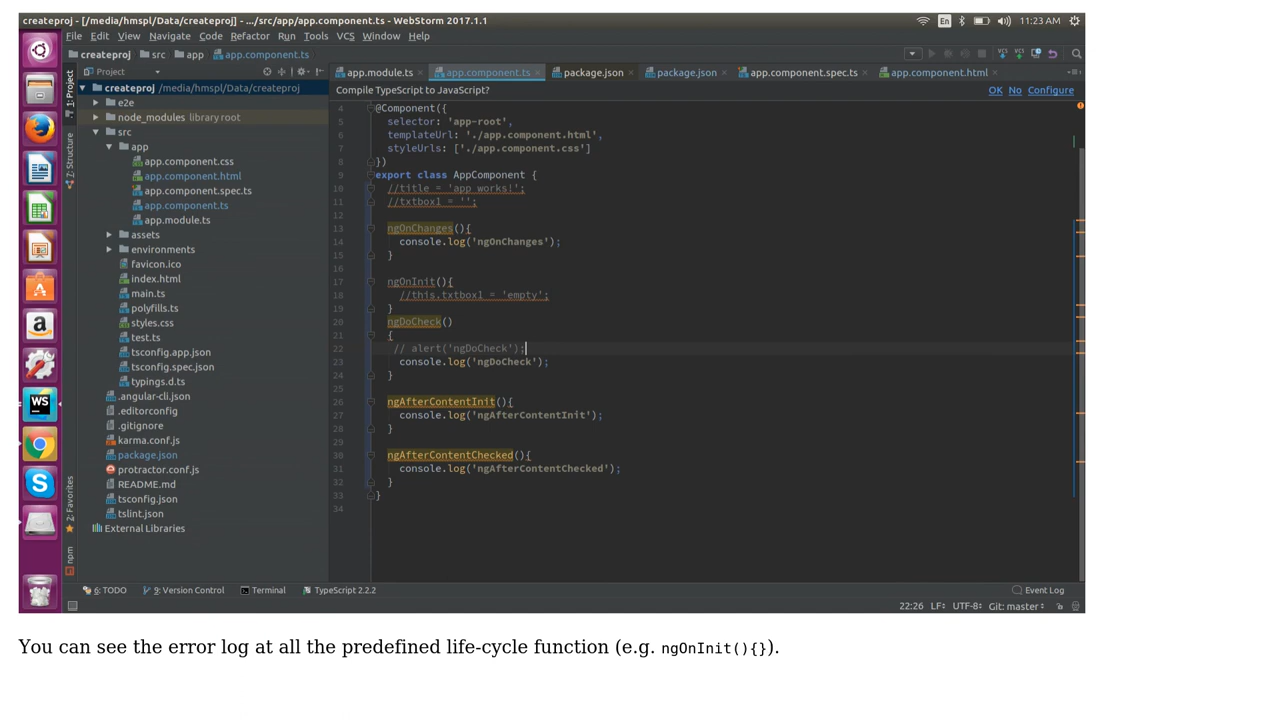 createproj - [/media/hmspl/Data/createproj] - .../src/app/app.component.ts - WebStorm 2017.1.1
En
11:23 AM
File Edit View Navigate Code Refactor Run Tools VCS Window Help
createproj src app app.component.ts
Project
app.module.ts app.component.ts package.json package.json app.component.spec.ts app.component.html
Compile TypeScript to JavaScript? OK No Configure
1: Project
7: Structure
2: Favorites
npm
createproj /media/hmspl/Data/createproj
e2e
node_modules library root
src
app
app.component.css
app.component.html
app.component.spec.ts
app.component.ts
app.module.ts
assets
environments
favicon.ico
index.html
main.ts
polyfills.ts
styles.css
test.ts
tsconfig.app.json
tsconfig.spec.json
typings.d.ts
.angular-cli.json
.editorconfig
.gitignore
karma.conf.js
package.json
protractor.conf.js
README.md
tsconfig.json
tslint.json
External Libraries
4 @Component({
5 selector: 'app-root',
6 templateUrl: './app.component.html',
7 styleUrls: ['./app.component.css']
8 })
9 export class AppComponent {
10 //title = 'app works!';
11 //txtbox1 = '';
12
13 ngOnChanges(){
14 console.log('ngOnChanges');
15 }
16
17 ngOnInit(){
18 //this.txtbox1 = 'empty';
19 }
20 ngDoCheck()
21 {
22 // alert('ngDoCheck');
23 console.log('ngDoCheck');
24 }
25
26 ngAfterContentInit(){
27 console.log('ngAfterContentInit');
28 }
29
30 ngAfterContentChecked(){
31 console.log('ngAfterContentChecked');
32 }
33 }
34
6: TODO 9: Version Control Terminal TypeScript 2.2.2 Event Log
22:26 LF UTF-8 Git: master
You can see the error log at all the predefined life-cycle function (e.g. ngOnInit(){}).